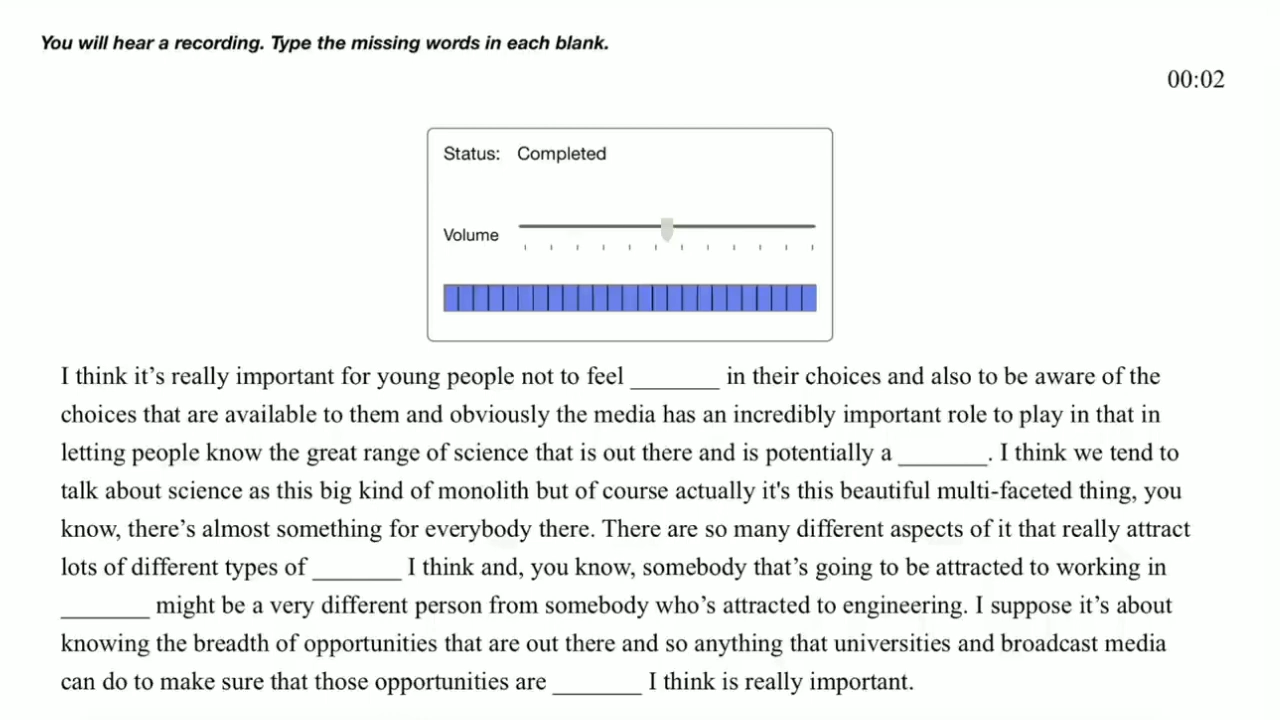 You will hear a recording. Type the missing words in each blank.
00:02
Status: Completed
Volume
I think it’s really important for young people not to feel _______ in their choices and also to be aware of the
choices that are available to them and obviously the media has an incredibly important role to play in that in
letting people know the great range of science that is out there and is potentially a _______. I think we tend to
talk about science as this big kind of monolith but of course actually it's this beautiful multi-faceted thing, you
know, there’s almost something for everybody there. There are so many different aspects of it that really attract
lots of different types of _______ I think and, you know, somebody that’s going to be attracted to working in
_______ might be a very different person from somebody who’s attracted to engineering. I suppose it’s about
knowing the breadth of opportunities that are out there and so anything that universities and broadcast media
can do to make sure that those opportunities are _______ I think is really important.